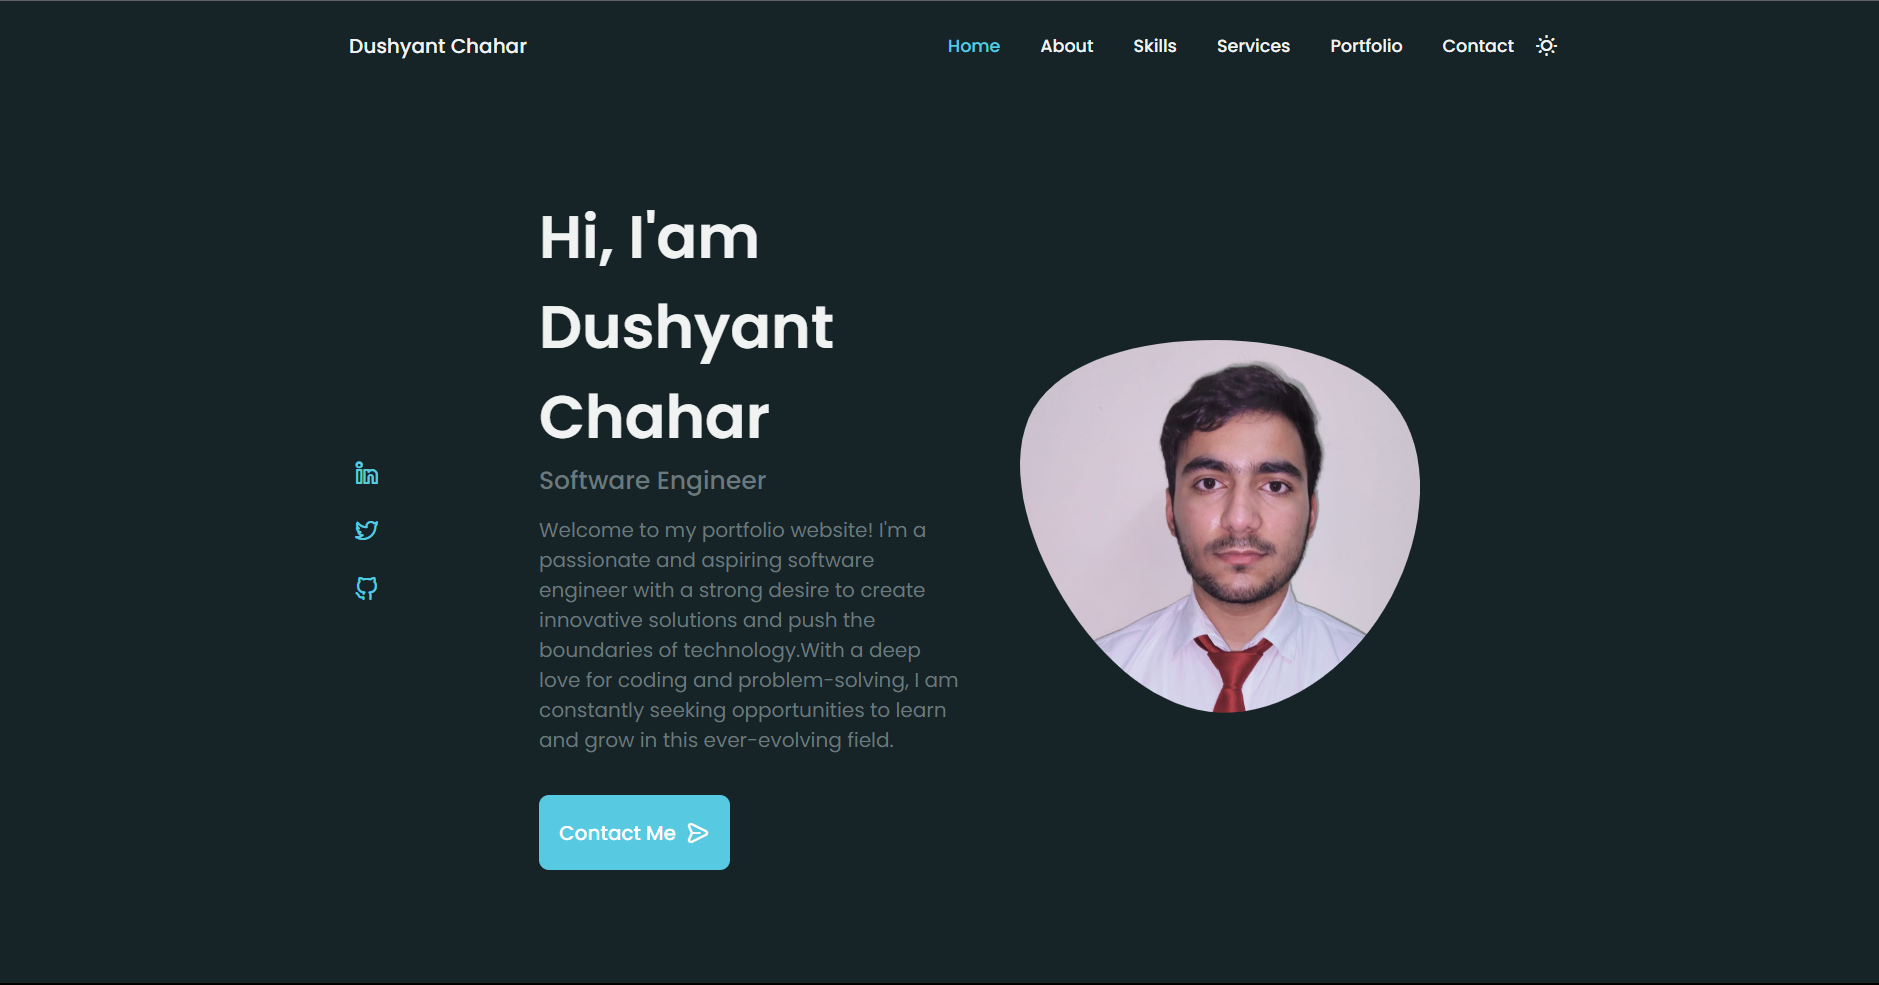 Dushyant Chahar
Home About Skills Services Portfolio Contact
Hi, I'am
Dushyant
Chahar
Software Engineer
Welcome to my portfolio website! I'm a
passionate and aspiring software
engineer with a strong desire to create
innovative solutions and push the
boundaries of technology.With a deep
love for coding and problem-solving, I am
constantly seeking opportunities to learn
and grow in this ever-evolving field.
Contact Me